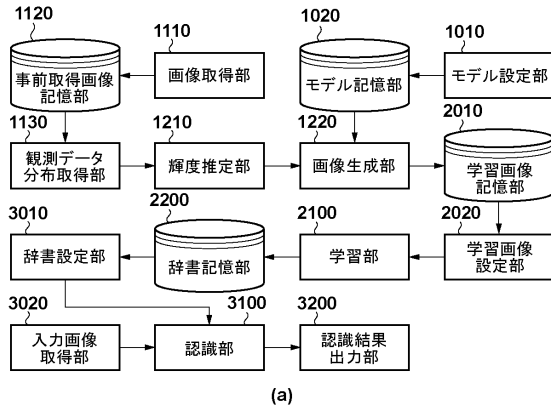 1120
1110
1020
1010
事前取得画像
記憶部
画像取得部
モデル記憶部
モデル設定部
1130
1210
1220
2010
観測データ
分布取得部
輝度推定部
画像生成部
学習画像
記憶部
3010
2200
2100
2020
辞書設定部
辞書記憶部
学習部
学習画像
設定部
3020
3100
3200
入力画像
取得部
認識部
認識結果
出力部
(a)